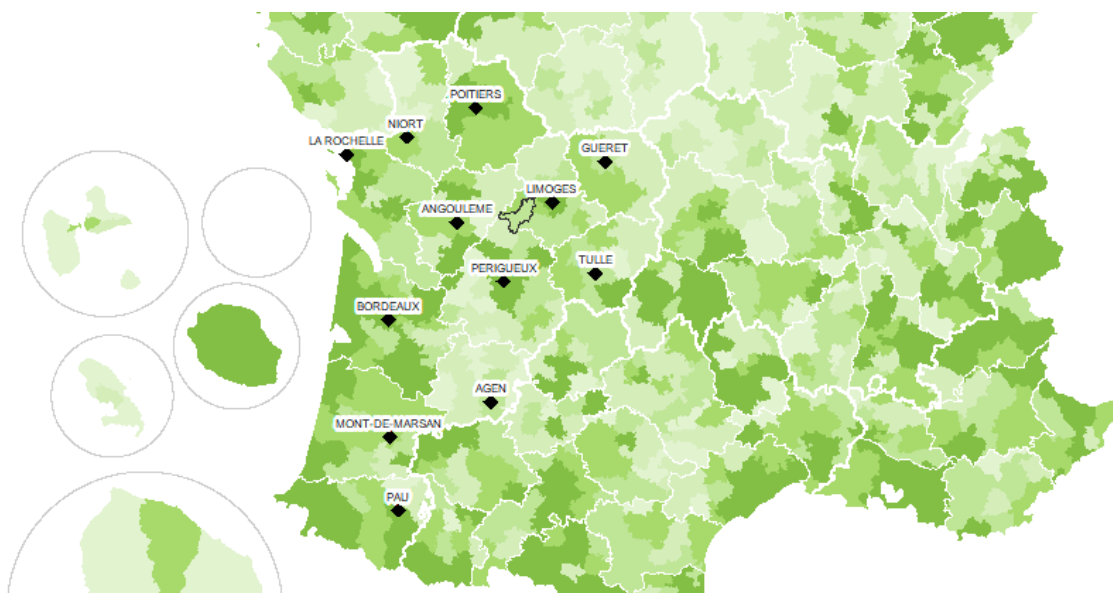 POITIERS
NIORT
LA ROCHELLE
GUERET
LIMOGES
ANGOULEME
TULLE
PERIGUEUX
BORDEAUX
AGEN
MONT-DE-MARSAN
PAU